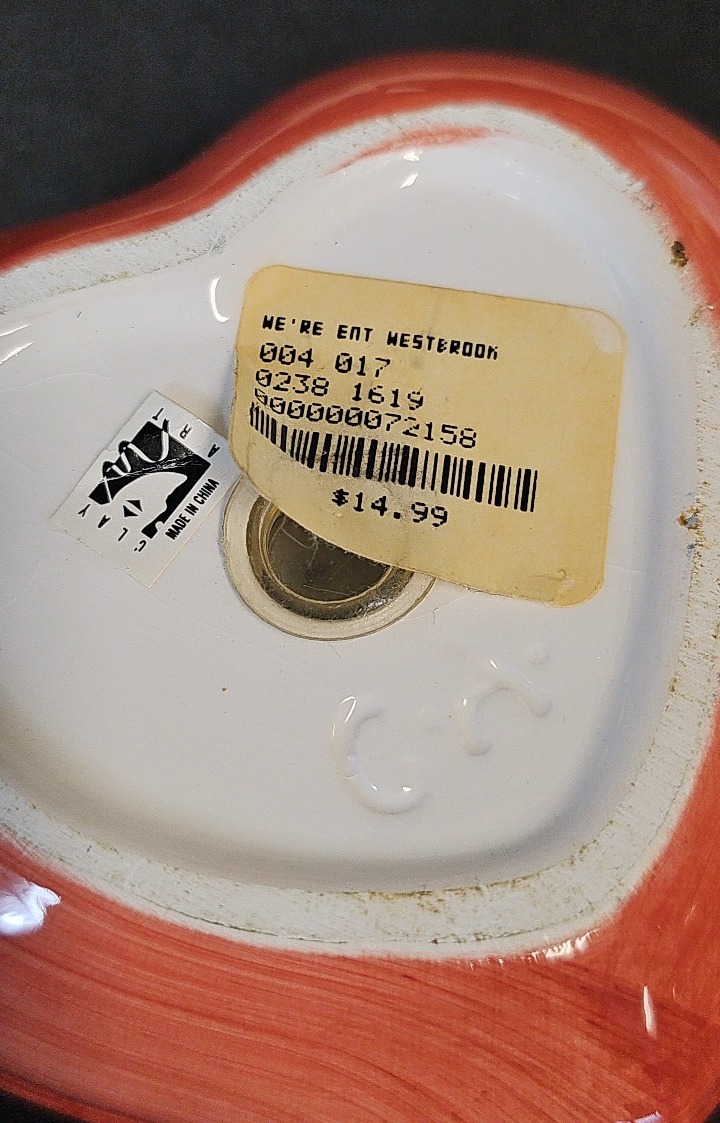 WE'RE ENT WESTBROOK
004 017
0238 1619
000000072158
$14.99
CLAY ART
MADE IN CHINA